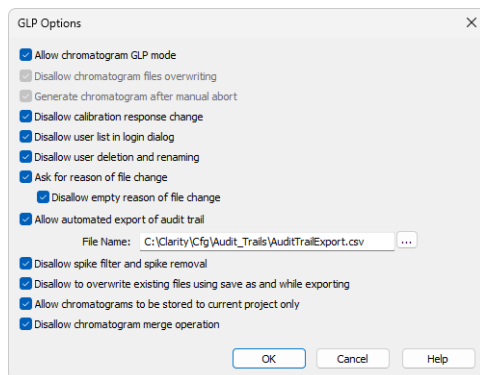 GLP Options
Allow chromatogram GLP mode
Disallow chromatogram files overwriting
Generate chromatogram after manual abort
Disallow calibration response change
Disallow user list in login dialog
Disallow user deletion and renaming
Ask for reason of file change
Disallow empty reason of file change
Allow automated export of audit trail
File Name: C:\Clarity\Cfg\Audit_Trails\AuditTrailExport.csv ...
Disallow spike filter and spike removal
Disallow to overwrite existing files using save as and while exporting
Allow chromatograms to be stored to current project only
Disallow chromatogram merge operation
OK Cancel Help